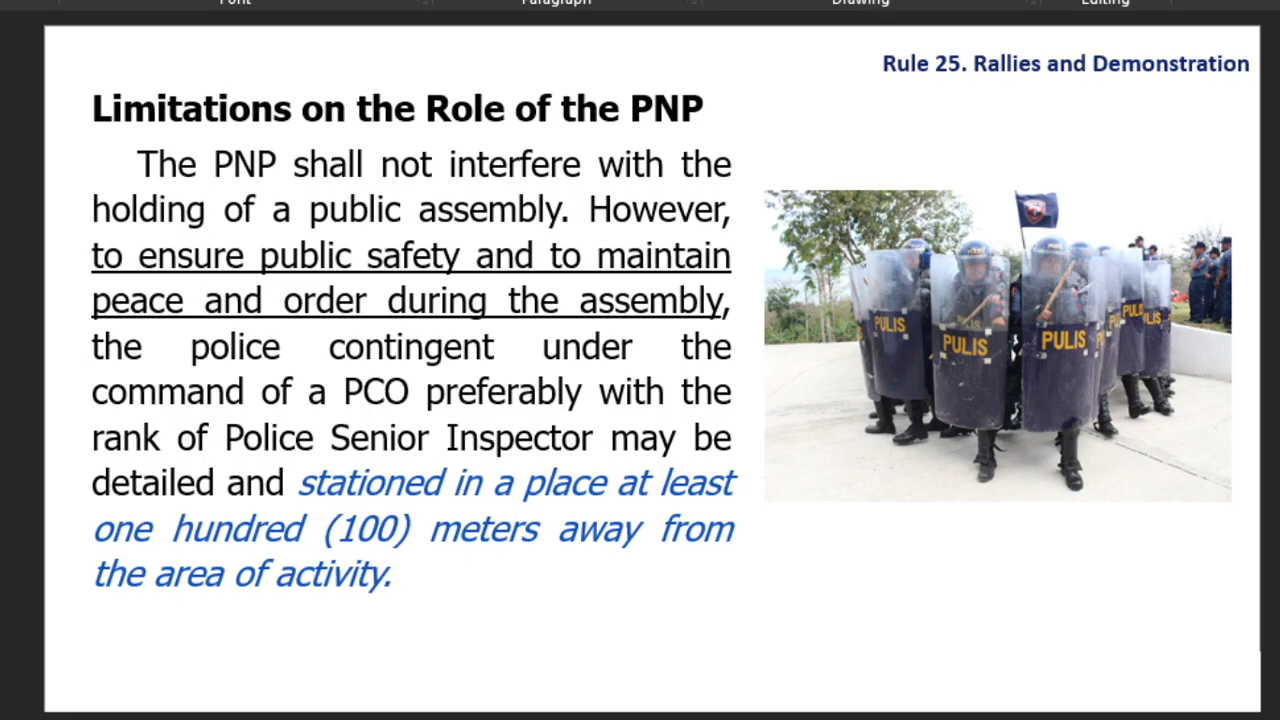 Font Paragraph Drawing Editing
Rule 25. Rallies and Demonstration
Limitations on the Role of the PNP
The PNP shall not interfere with the
holding of a public assembly. However,
to ensure public safety and to maintain
peace and order during the assembly,
the police contingent under the
command of a PCO preferably with the
rank of Police Senior Inspector may be
detailed and stationed in a place at least
one hundred (100) meters away from
the area of activity.
PULIS
PULIS
PULIS
PULIS